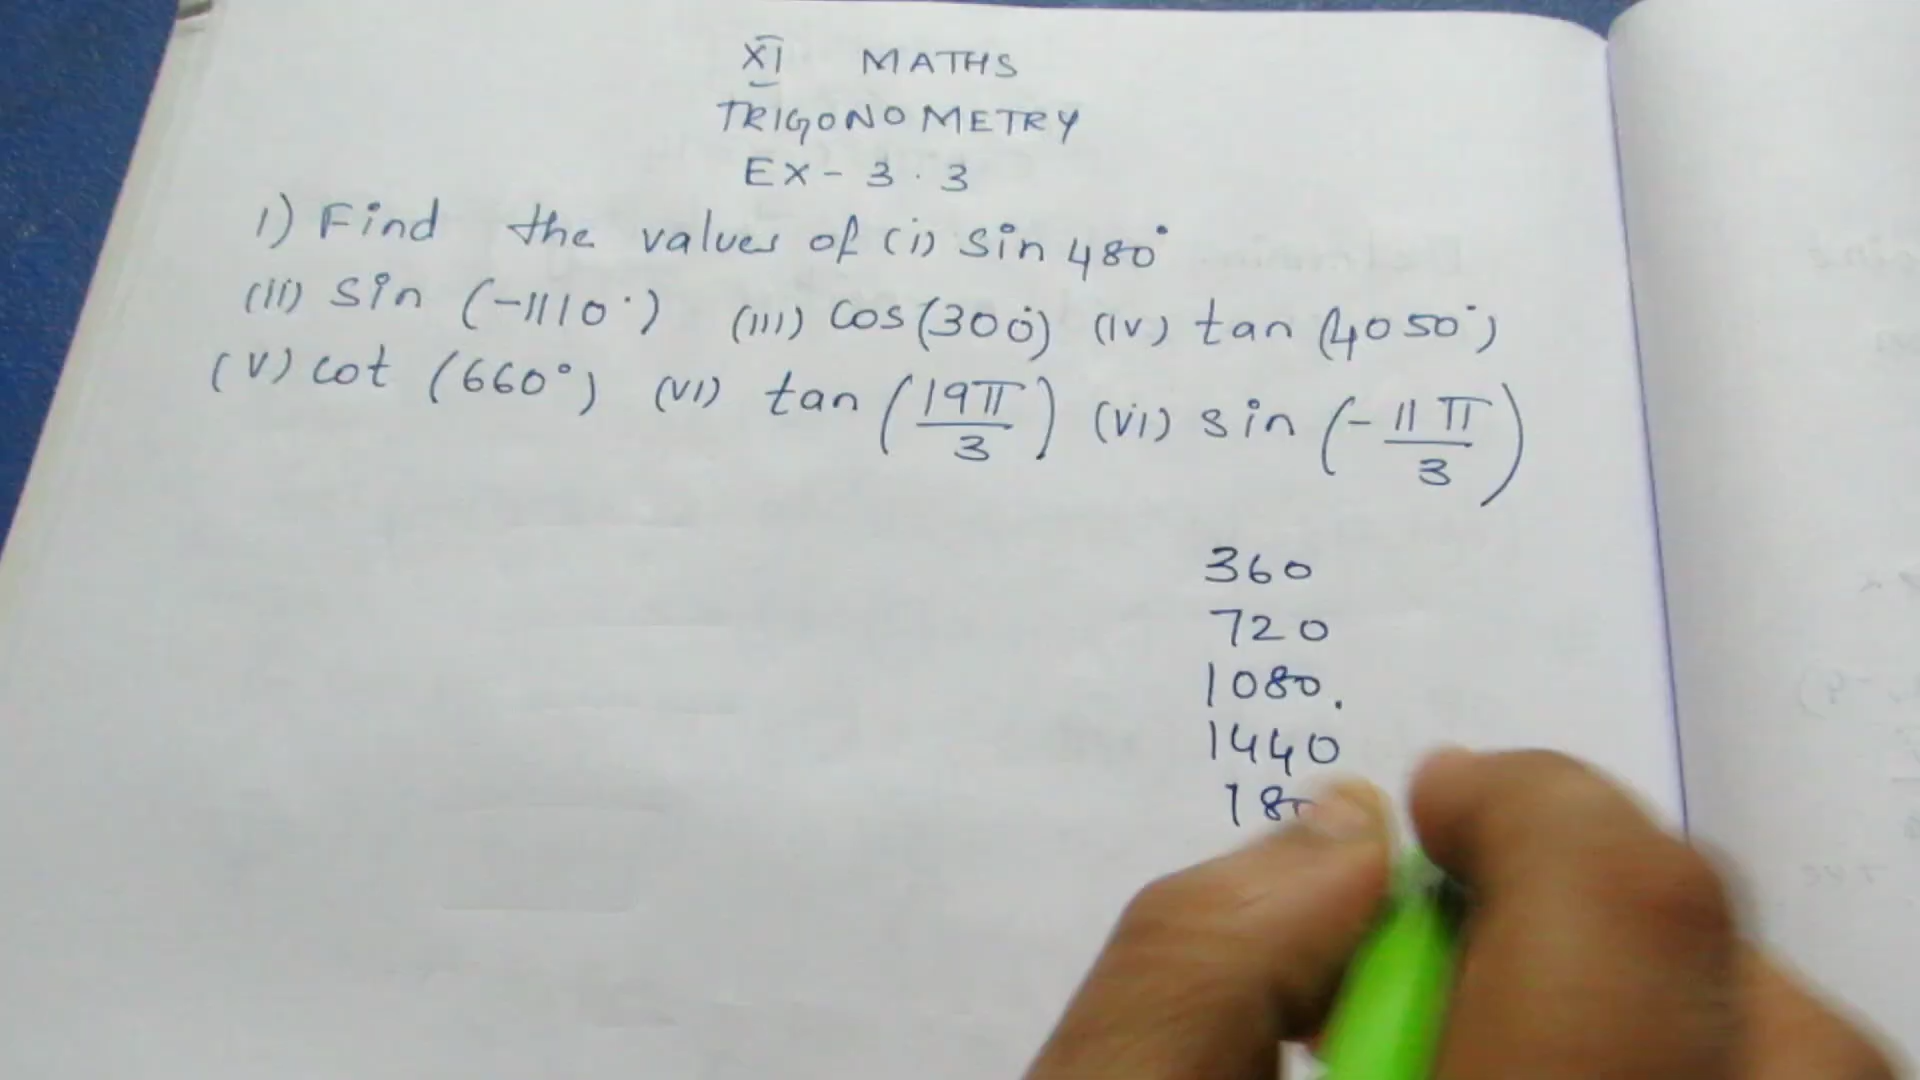 XI MATHS
TRIGONOMETRY
EX - 3.3
1) Find the values of (i) sin 480°
(ii) sin (-1110°) (iii) cos(300°) (iv) tan (4050°)
(v) cot (660°) (vi) tan (19π/3) (vi) sin (-11π/3)
360
720
1080.
1440
180